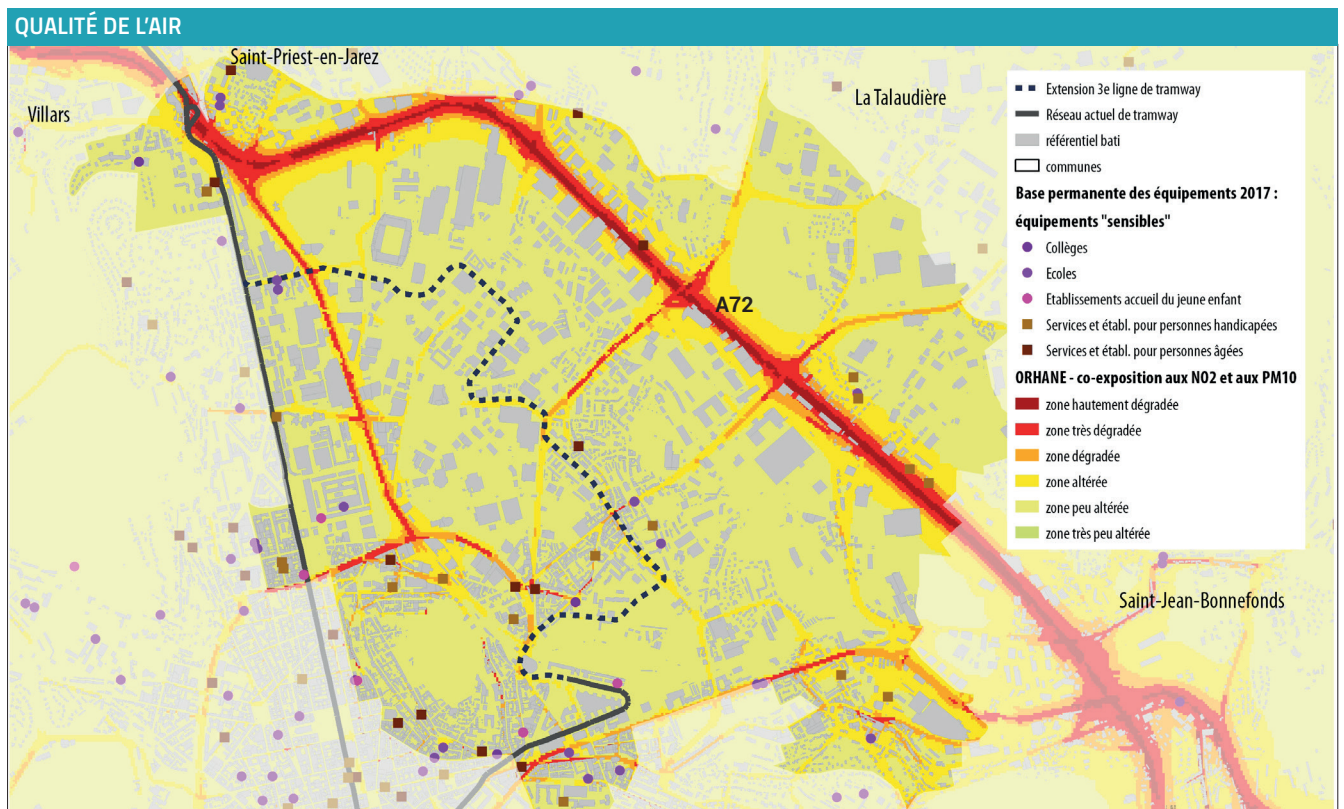 QUALITÉ DE L'AIR
Saint-Priest-en-Jarez
Villars
La Talaudière
A72
Saint-Jean-Bonnefonds
Extension 3e ligne de tramway
Réseau actuel de tramway
référentiel bati
communes
Base permanente des équipements 2017 :
équipements "sensibles"
Collèges
Ecoles
Etablissements accueil du jeune enfant
Services et établ. pour personnes handicapées
Services et établ. pour personnes âgées
ORHANE - co-exposition aux NO2 et aux PM10
zone hautement dégradée
zone très dégradée
zone dégradée
zone altérée
zone peu altérée
zone très peu altérée